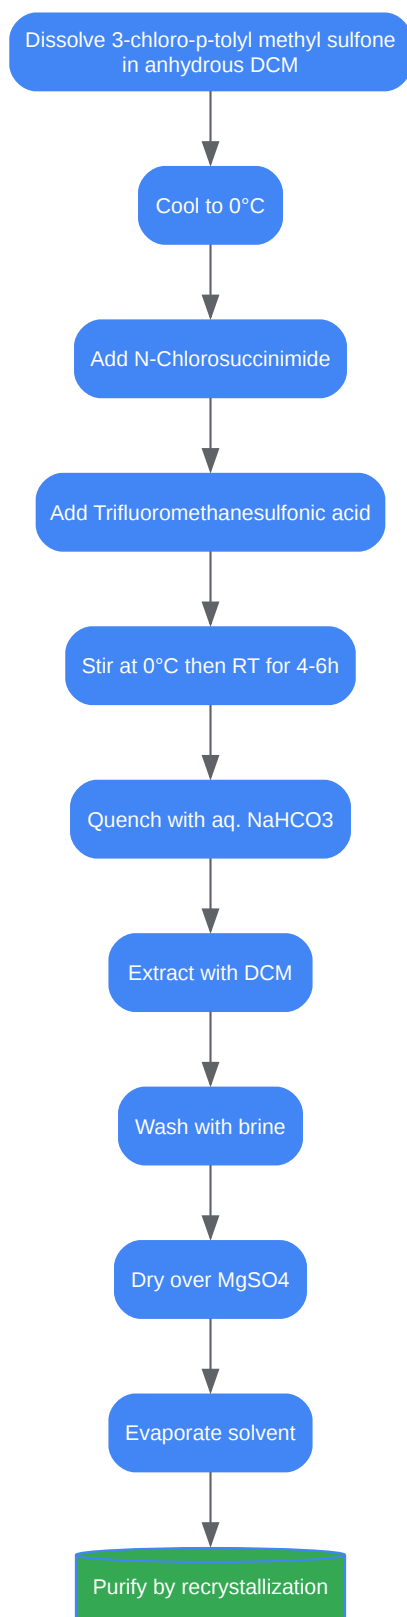 Dissolve 3-chloro-p-tolyl methyl sulfone
in anhydrous DCM
Cool to 0°C
Add N-Chlorosuccinimide
Add Trifluoromethanesulfonic acid
Stir at 0°C then RT for 4-6h
Quench with aq. NaHCO3
Extract with DCM
Wash with brine
Dry over MgSO4
Evaporate solvent
Purify by recrystallization